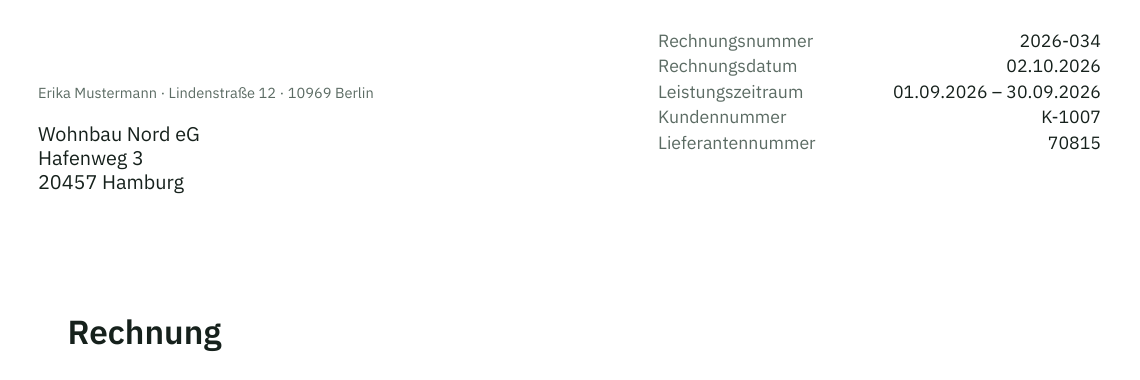 Rechnungsnummer 2026-034
Rechnungsdatum 02.10.2026
Erika Mustermann · Lindenstraße 12 · 10969 Berlin
Leistungszeitraum 01.09.2026 – 30.09.2026
Kundennummer K-1007
Lieferantennummer 70815
Wohnbau Nord eG
Hafenweg 3
20457 Hamburg
Rechnung